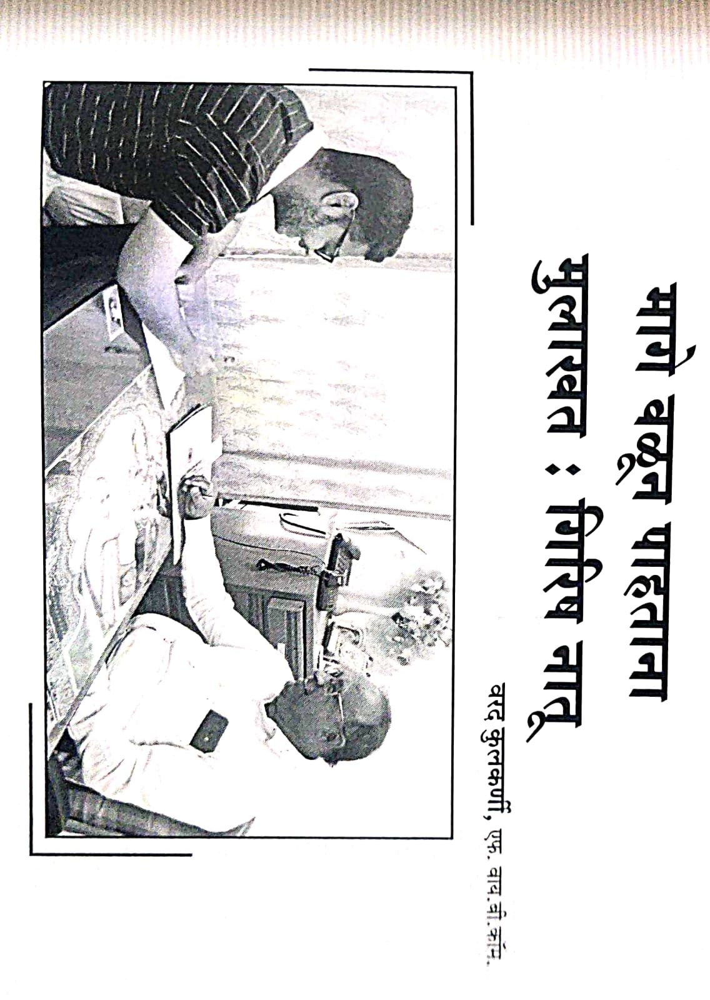 मागे वळून पाहताना
मुलाखत : गिरिष नातू
वरद कुलकर्णी, एफ. वाय.बी.कॉम.